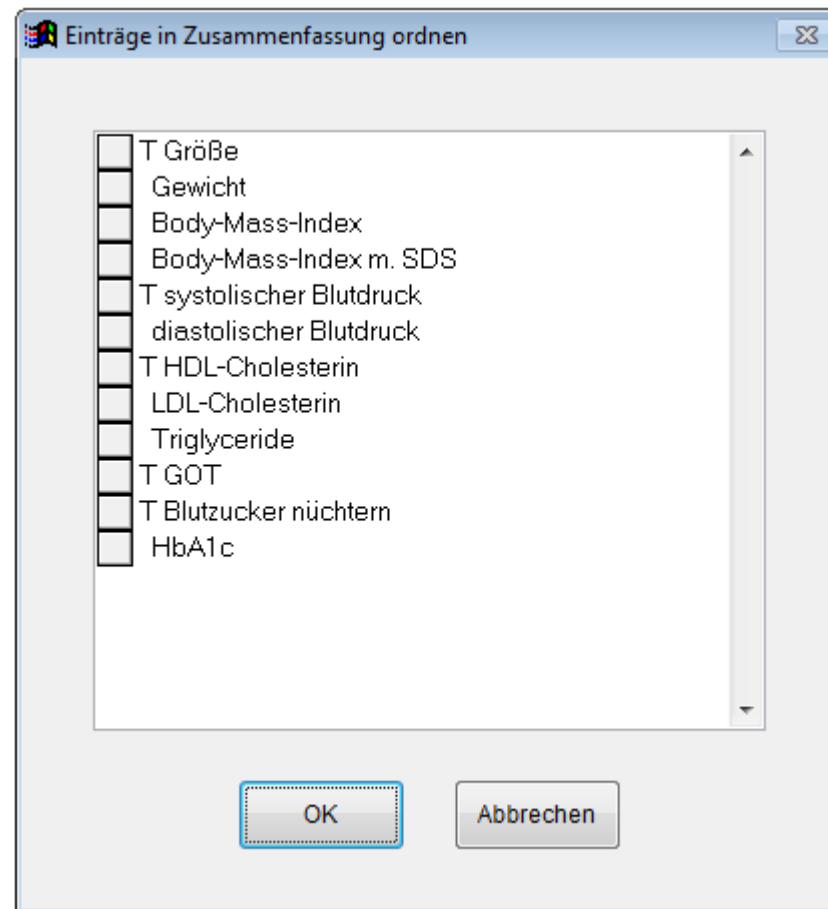 Einträge in Zusammenfassung ordnen
T Größe
Gewicht
Body-Mass-Index
Body-Mass-Index m. SDS
T systolischer Blutdruck
diastolischer Blutdruck
T HDL-Cholesterin
LDL-Cholesterin
Triglyceride
T GOT
T Blutzucker nüchtern
HbA1c
OK
Abbrechen